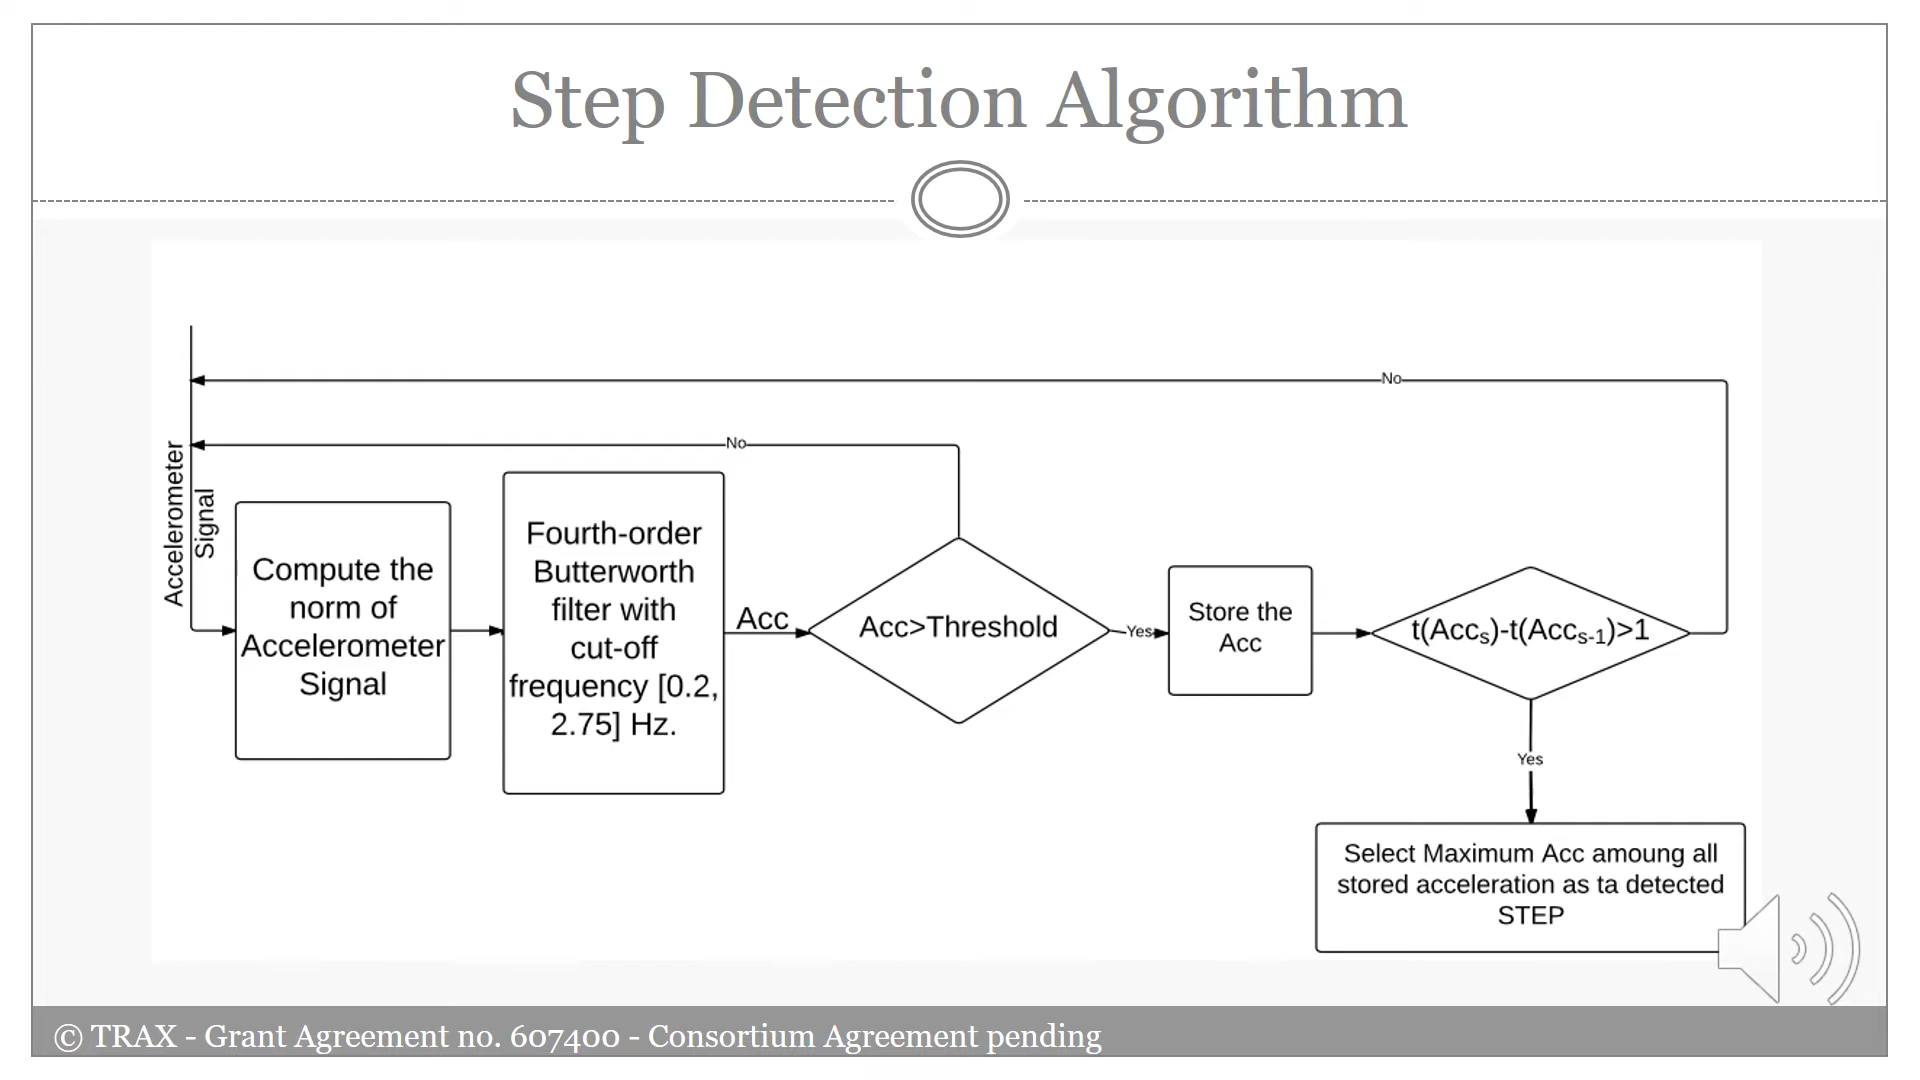 Step Detection Algorithm
No
No
Accelerometer
Signal
Compute the
norm of
Accelerometer
Signal
Fourth-order
Butterworth
filter with
cut-off
frequency [0.2,
2.75] Hz.
Acc
Acc>Threshold
Yes
Store the
Acc
t(Accs)-t(Accs-1)>1
Yes
Select Maximum Acc amoung all
stored acceleration as ta detected
STEP
© TRAX - Grant Agreement no. 607400 - Consortium Agreement pending